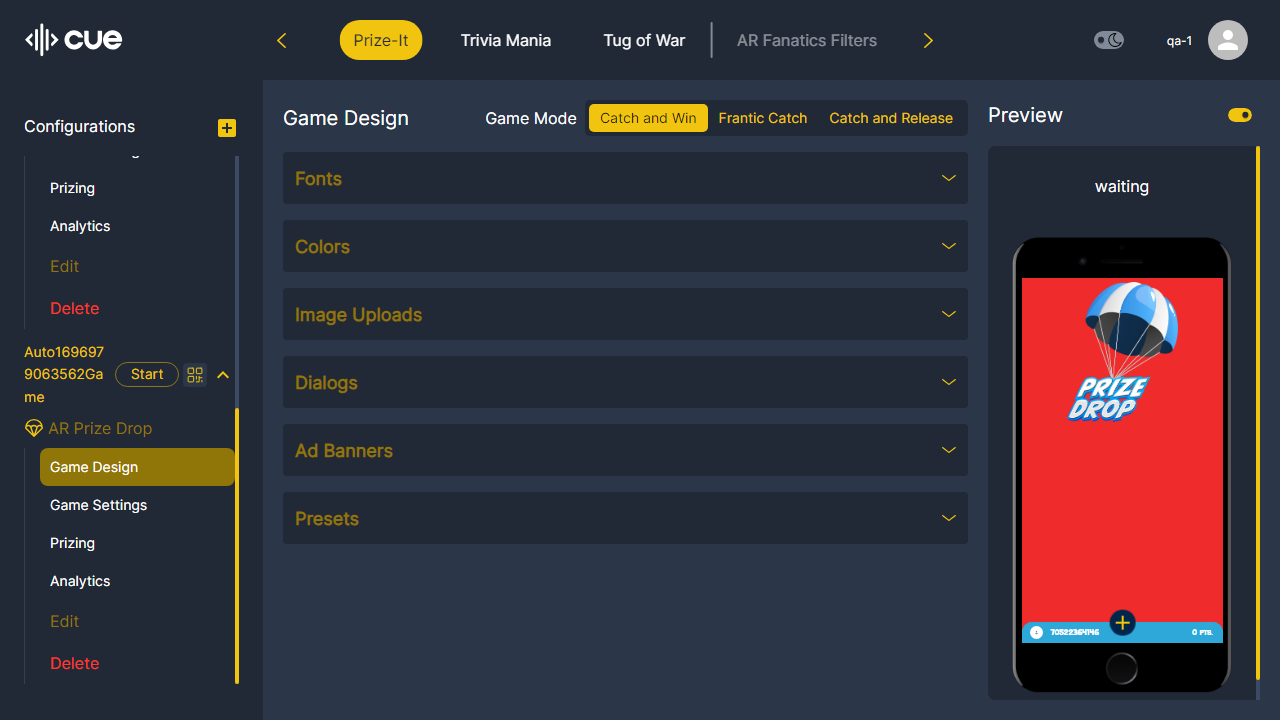 cue
Prize-It
Trivia Mania
Tug of War
AR Fanatics Filters
qa-1
Configurations
Prizing
Analytics
Edit
Delete
Auto169697
9063562Ga
me
Start
AR Prize Drop
Game Design
Game Settings
Prizing
Analytics
Edit
Delete
Game Design
Game Mode
Catch and Win
Frantic Catch
Catch and Release
Fonts
Colors
Image Uploads
Dialogs
Ad Banners
Presets
Preview
waiting
PRIZE
DROP
70522364146
0 PTS.